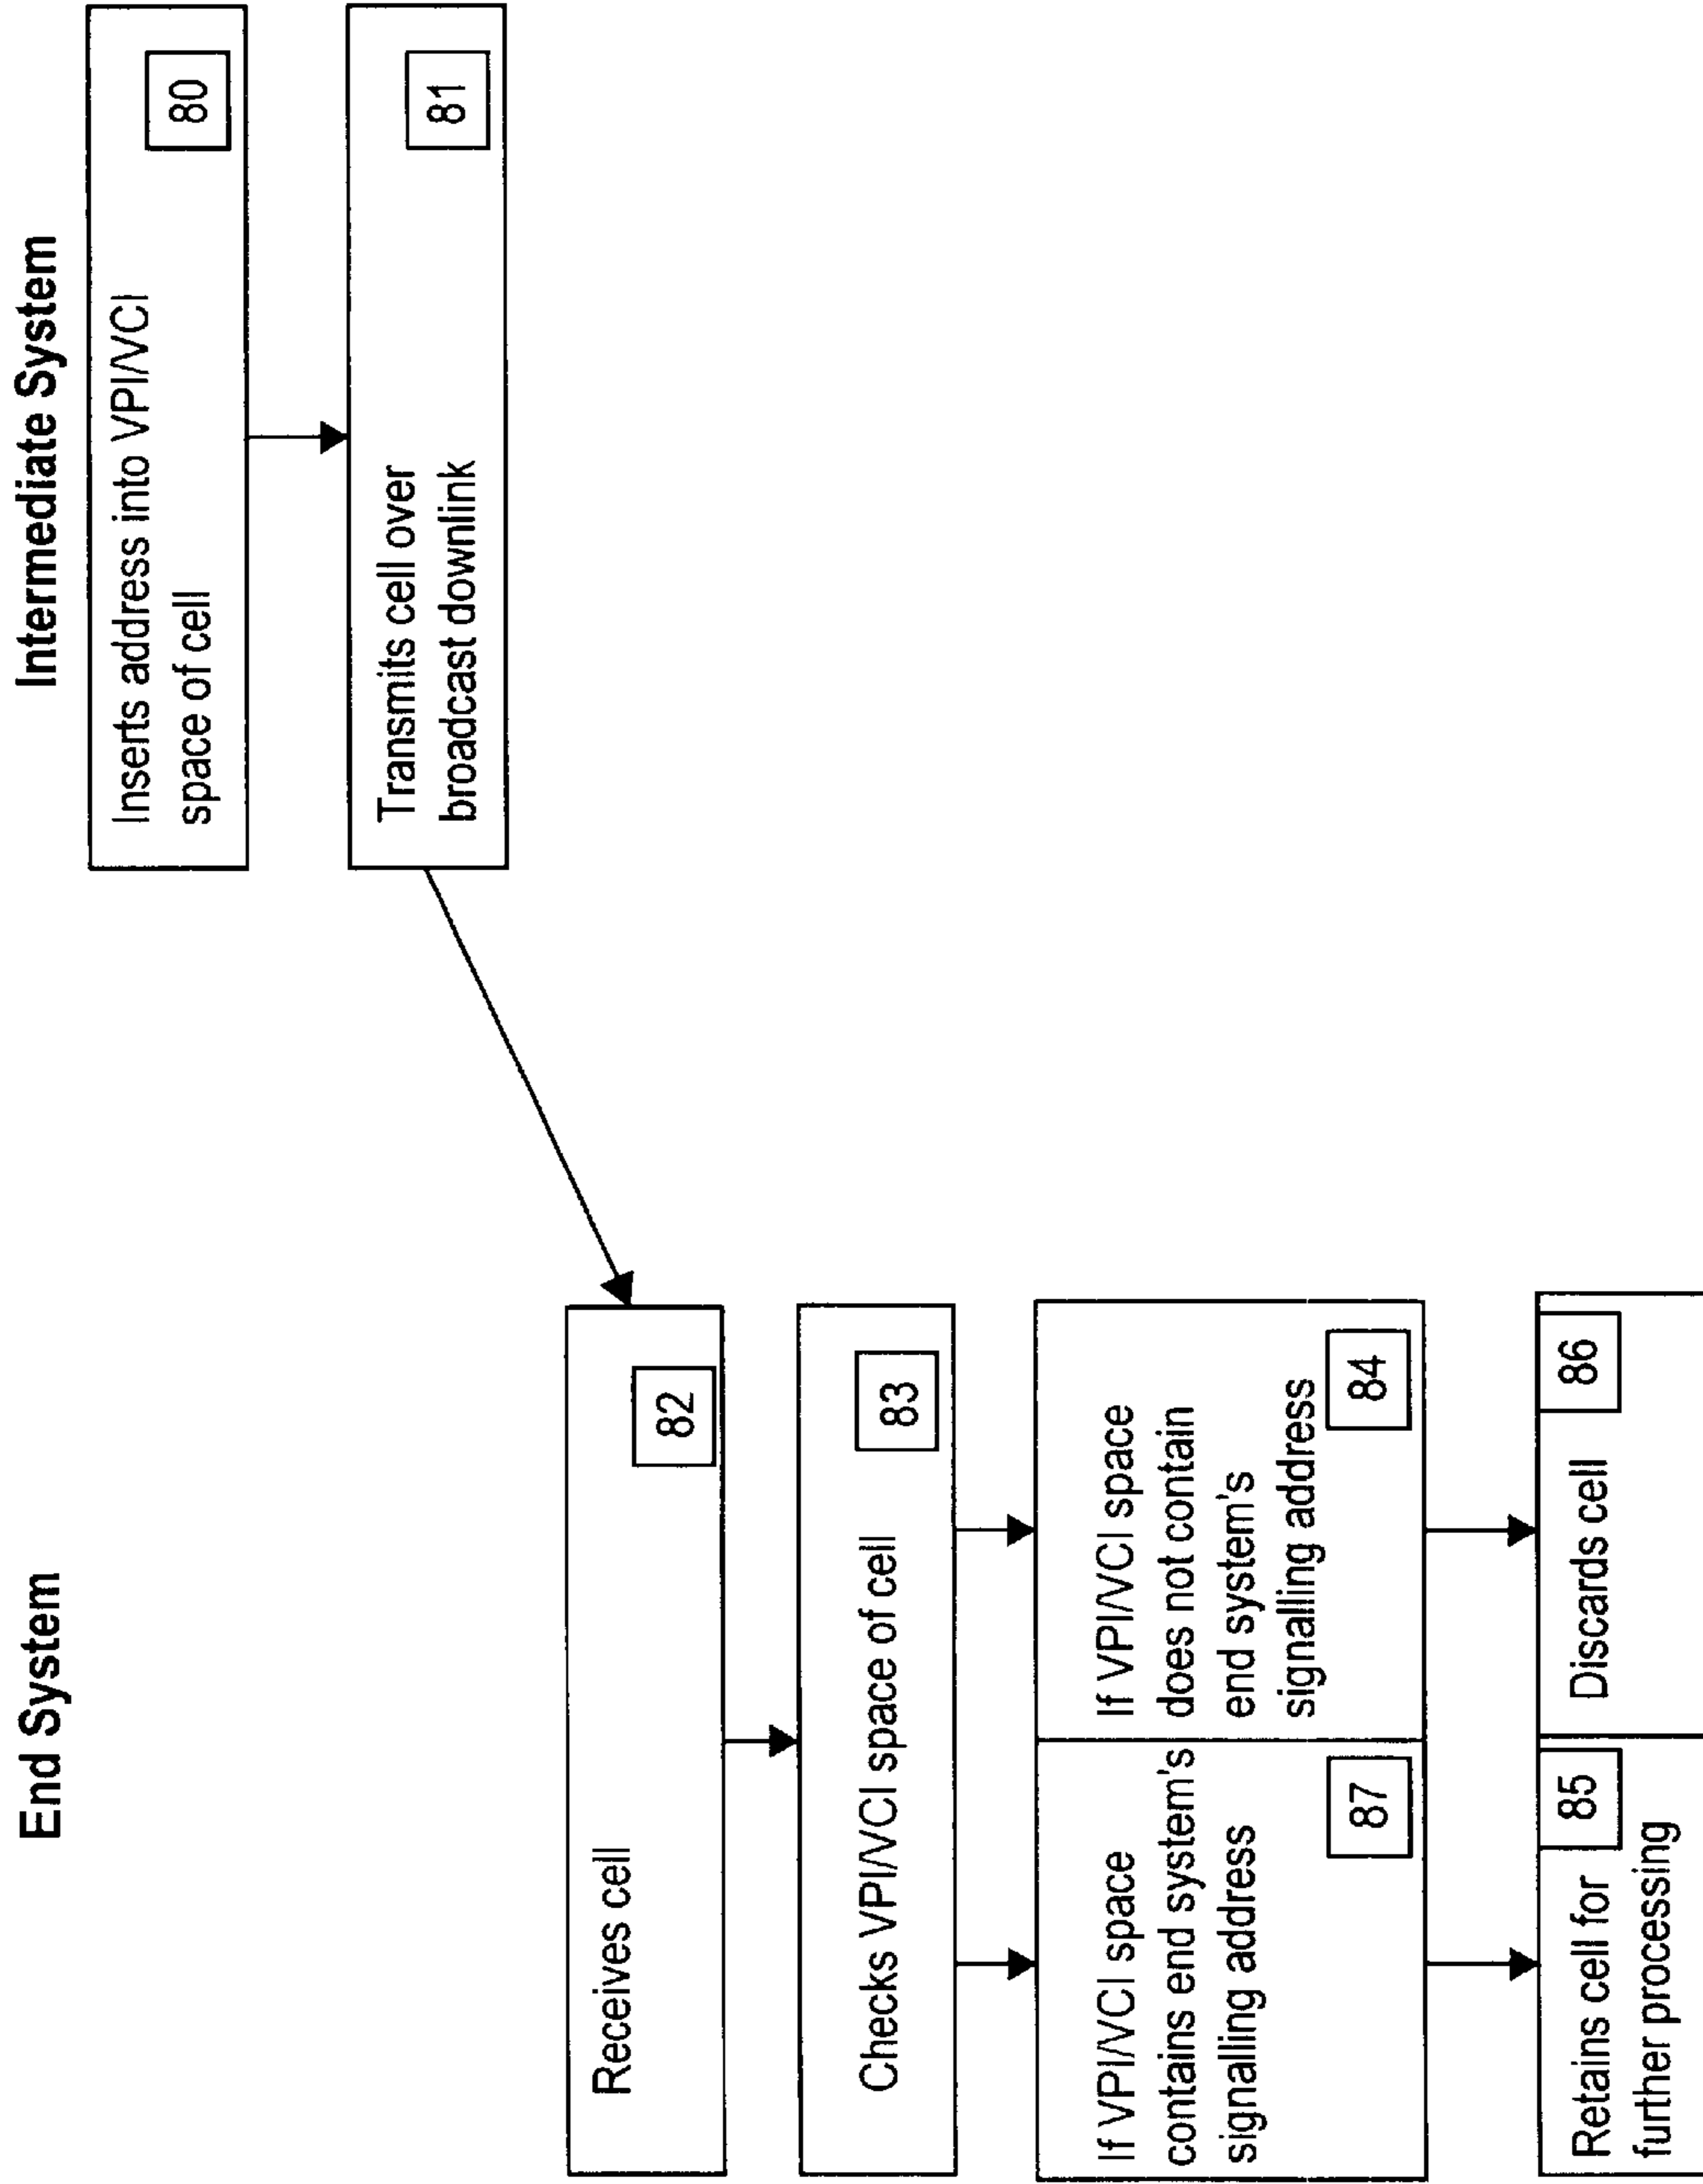 End System
Intermediate System
Inserts address into VPI/VCI
space of cell
80
Transmits cell over
broadcast downlink
81
Receives cell
82
Checks VPI/VCI space of cell
83
If VPI/VCI space
contains end system's
signalling address
87
If VPI/VCI space
does not contain
end system's
signalling address
84
Retains cell for
further processing
85
Discards cell
86